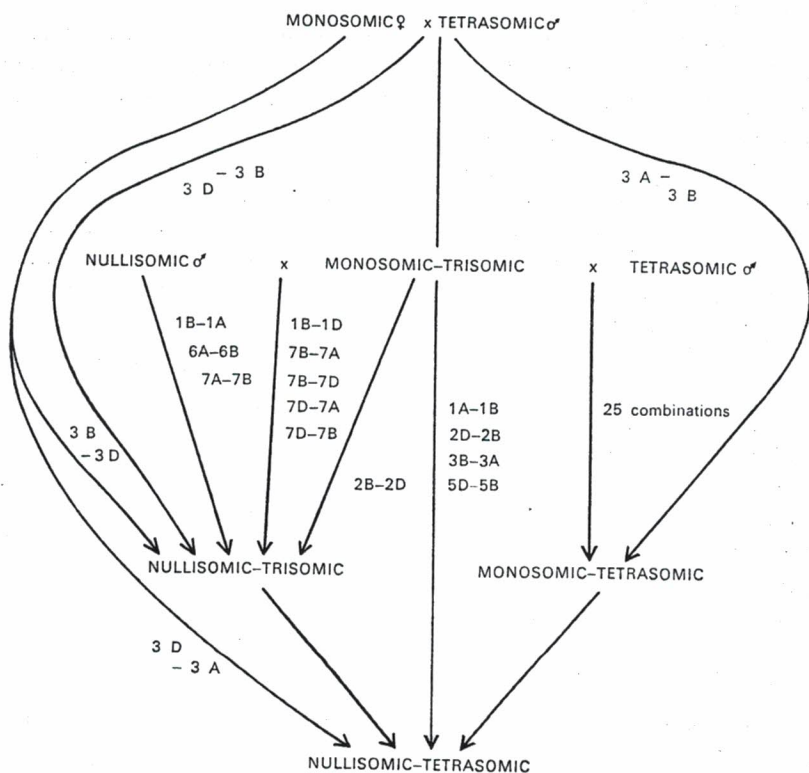 MONOSOMIC♀ x TETRASOMIC♂
3 D - 3 B
3 A - 3 B
NULLISOMIC♂ x MONOSOMIC-TRISOMIC x TETRASOMIC♂
1B-1A
6A-6B
7A-7B
1B-1D
7B-7A
7B-7D
7D-7A
7D-7B
1A-1B
2D-2B
3B-3A
5D-5B
25 combinations
3 B
-3D
2B-2D
NULLISOMIC-TRISOMIC
MONOSOMIC-TETRASOMIC
3 D
- 3 A
NULLISOMIC-TETRASOMIC